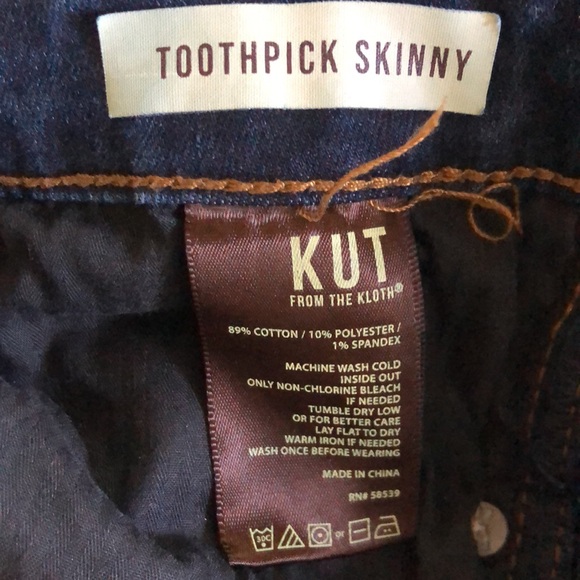 TOOTHPICK SKINNY
KUT
FROM THE KLOTH®
89% COTTON / 10% POLYESTER /
1% SPANDEX
MACHINE WASH COLD
INSIDE OUT
ONLY NON-CHLORINE BLEACH
IF NEEDED
TUMBLE DRY LOW
OR FOR BETTER CARE
LAY FLAT TO DRY
WARM IRON IF NEEDED
WASH ONCE BEFORE WEARING
MADE IN CHINA
RN# 58539
30C or